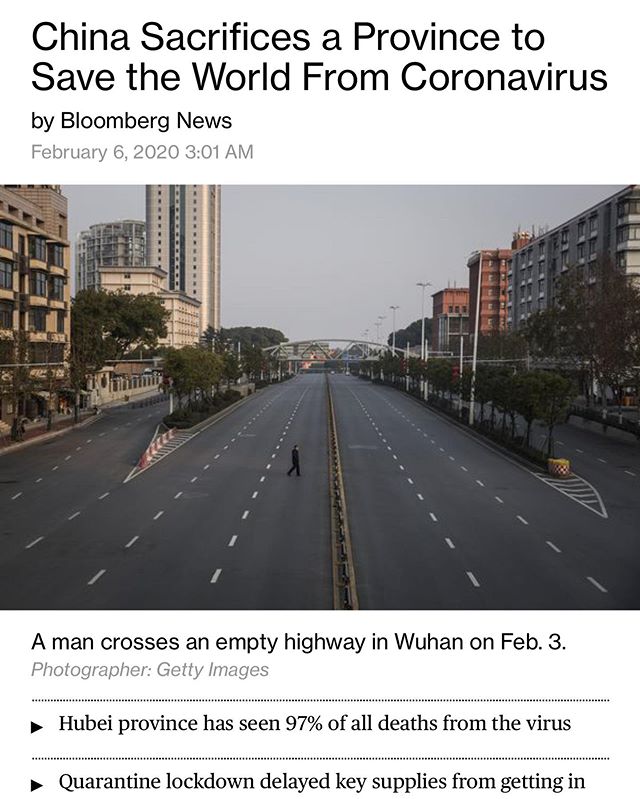 China Sacrifices a Province to
Save the World From Coronavirus
by Bloomberg News
February 6, 2020 3:01 AM
A man crosses an empty highway in Wuhan on Feb. 3.
Photographer: Getty Images
Hubei province has seen 97% of all deaths from the virus
Quarantine lockdown delayed key supplies from getting in